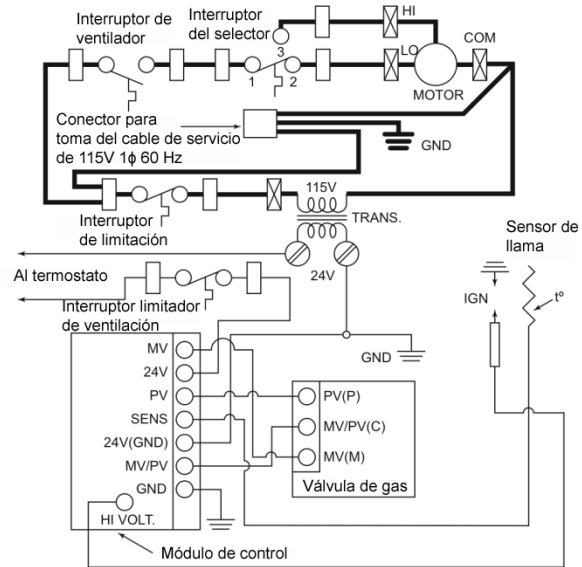 Interruptor de
ventilador
Interruptor
del selector
HI
3
LO
COM
1
2
MOTOR
Conector para
toma del cable de servicio
de 115V 1ϕ 60 Hz
GND
115V
Interruptor
de limitación
TRANS.
Sensor de
llama
Al termostato
24V
IGN
tº
Interruptor limitador
de ventilación
GND
MV
24V
PV
SENS
24V(GND)
MV/PV
GND
HI VOLT.
PV(P)
MV/PV(C)
MV(M)
Válvula de gas
Módulo de control